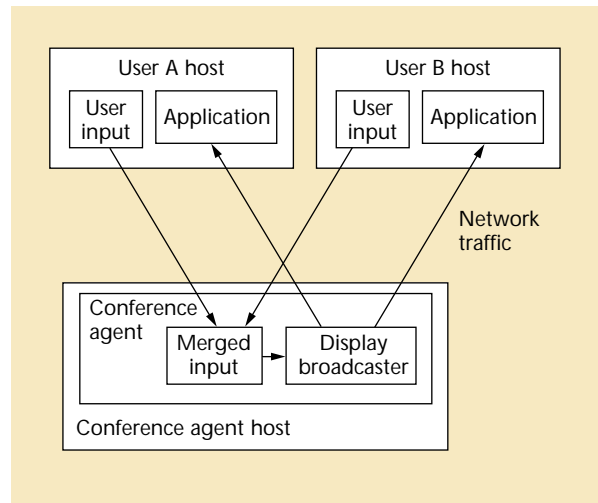 User A host
User
input
Application
User B host
User
input
Application
Network
traffic
Conference
agent
Merged
input
Display
broadcaster
Conference agent host